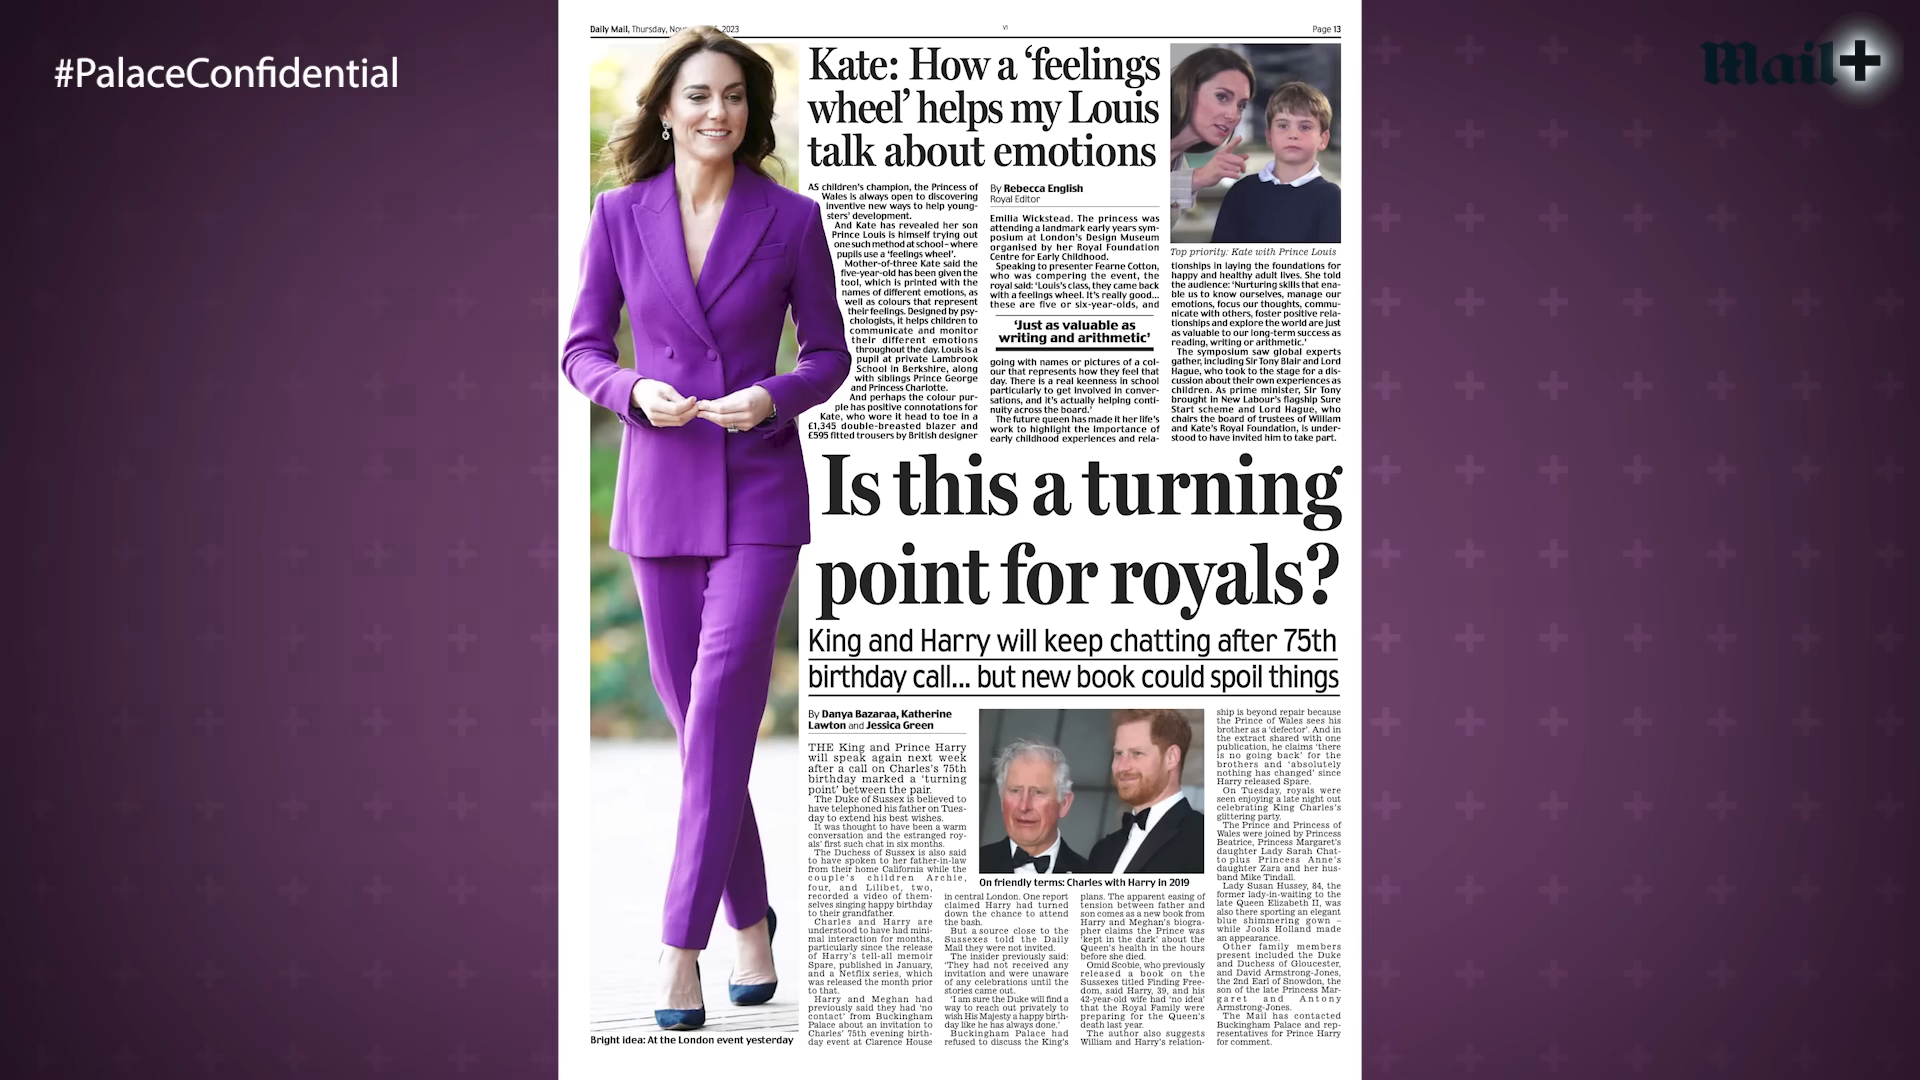 #PalaceConfidential
Mail+
Daily Mail, Thursday, Nov 2023
V1
Page 13
Kate: How a ‘feelings
wheel’ helps my Louis
talk about emotions
AS children’s champion, the Princess of
Wales is always open to discovering
inventive new ways to help young-
sters’ development.
And Kate has revealed her son
Prince Louis is himself trying out
one such method at school – where
pupils use a ‘feelings wheel’.
Mother-of-three Kate said the
five-year-old has been given the
tool, which is printed with the
names of different emotions, as
well as colours that represent
their feelings. Designed by psy-
chologists, it helps children to
communicate and monitor
their different emotions
throughout the day. Louis is a
pupil at private Lambrook
School in Berkshire, along
with siblings Prince George
and Princess Charlotte.
And perhaps the colour pur-
ple has positive connotations for
Kate, who wore it head to toe in a
£1,345 double-breasted blazer and
£595 fitted trousers by British designer
By Rebecca English
Royal Editor
Emilia Wickstead. The princess was
attending a landmark early years sym-
posium at London’s Design Museum
organised by her Royal Foundation
Centre for Early Childhood.
Speaking to presenter Fearne Cotton,
who was compering the event, the
royal said: ‘Louis’s class, they came back
with a feelings wheel. It’s really good...
these are five or six-year-olds, and
‘Just as valuable as
writing and arithmetic’
going with names or pictures of a col-
our that represents how they feel that
day. There is a real keenness in school
particularly to get involved in conver-
sations, and it’s actually helping conti-
nuity across the board.’
The future queen has made it her life’s
work to highlight the importance of
early childhood experiences and rela-
Top priority: Kate with Prince Louis
tionships in laying the foundations for
happy and healthy adult lives. She told
the audience: ‘Nurturing skills that ena-
ble us to know ourselves, manage our
emotions, focus our thoughts, commu-
nicate with others, foster positive rela-
tionships and explore the world are just
as valuable to our long-term success as
reading, writing or arithmetic.’
The symposium saw global experts
gather, including Sir Tony Blair and Lord
Hague, who took to the stage for a dis-
cussion about their own experiences as
children. As prime minister, Sir Tony
brought in New Labour’s flagship Sure
Start scheme and Lord Hague, who
chairs the board of trustees of William
and Kate’s Royal Foundation, is under-
stood to have invited him to take part.
Is this a turning
point for royals?
King and Harry will keep chatting after 75th
birthday call... but new book could spoil things
By Danya Bazaraa, Katherine
Lawton and Jessica Green
THE King and Prince Harry
will speak again next week
after a call on Charles’s 75th
birthday marked a ‘turning
point’ between the pair.
The Duke of Sussex is believed to
have telephoned his father on Tues-
day to extend his best wishes.
It was thought to have been a warm
conversation and the estranged roy-
als’ first such chat in six months.
The Duchess of Sussex is also said
to have spoken to her father-in-law
from their home California while the
couple’s children Archie,
four, and Lilibet, two,
recorded a video of them-
selves singing happy birthday
to their grandfather.
Charles and Harry are
understood to have had mini-
mal interaction for months,
particularly since the release
of Harry’s tell-all memoir
Spare, published in January,
and a Netflix series, which
was released the month prior
to that.
Harry and Meghan had
previously said they had ‘no
contact’ from Buckingham
Palace about an invitation to
Charles’ 75th evening birth-
day event at Clarence House
On friendly terms: Charles with Harry in 2019
in central London. One report
claimed Harry had turned
down the chance to attend
the bash.
But a source close to the
Sussexes told the Daily
Mail they were not invited.
The insider previously said:
‘They had not received any
invitation and were unaware
of any celebrations until the
stories came out.
‘I am sure the Duke will find a
way to reach out privately to
wish His Majesty a happy birth-
day like he has always done.’
Buckingham Palace had
refused to discuss the King’s
plans. The apparent easing of
tension between father and
son comes as a new book from
Harry and Meghan’s biogra-
pher claims the Prince was
‘kept in the dark’ about the
Queen’s health in the hours
before she died.
Omid Scobie, who previously
released a book on the
Sussexes titled Finding Free-
dom, said Harry, 39, and his
42-year-old wife had ‘no idea’
that the Royal Family were
preparing for the Queen’s
death last year.
The author also suggests
William and Harry’s relation-
ship is beyond repair because
the Prince of Wales sees his
brother as a ‘defector’. And in
the extract shared with one
publication, he claims ‘there
is no going back’ for the
brothers and ‘absolutely
nothing has changed’ since
Harry released Spare.
On Tuesday, royals were
seen enjoying a late night out
celebrating King Charles’s
glittering party.
The Prince and Princess of
Wales were joined by Princess
Beatrice, Princess Margaret’s
daughter Lady Sarah Chat-
to plus Princess Anne’s
daughter Zara and her hus-
band Mike Tindall.
Lady Susan Hussey, 84, the
former lady-in-waiting to the
late Queen Elizabeth II, was
also there sporting an elegant
blue shimmering gown –
while Jools Holland made
an appearance.
Other family members
present included the Duke
and Duchess of Gloucester,
and David Armstrong-Jones,
the 2nd Earl of Snowdon, the
son of the late Princess Mar-
garet and Antony
Armstrong-Jones.
The Mail has contacted
Buckingham Palace and rep-
resentatives for Prince Harry
for comment.
Bright idea: At the London event yesterday